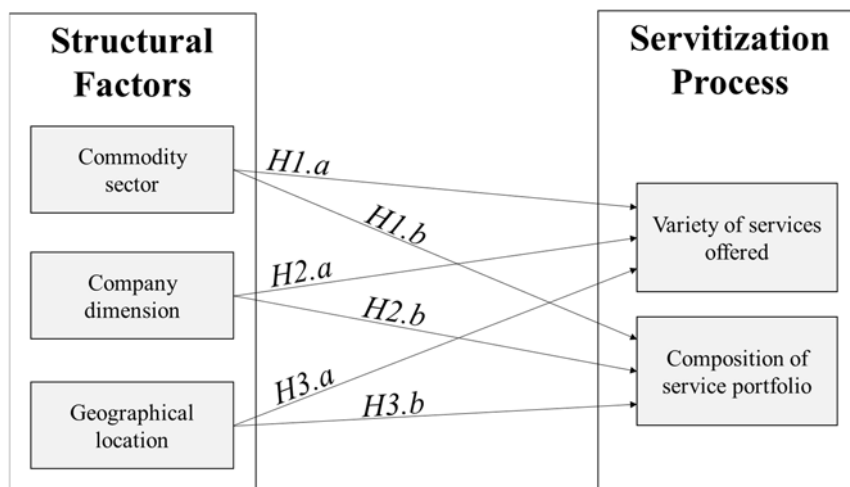 Structural
Factors
Commodity
sector
Company
dimension
Geographical
location
H1.a
H1.b
H2.a
H2.b
H3.a
H3.b
Servitization
Process
Variety of services
offered
Composition of
service portfolio